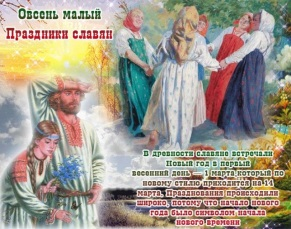 Овсень малый
Праздники славян
В древности славяне встречали
Новый год в первый
весенний день — 1 марта,который по
новому стилю приходится на 14
марта. Празднования происходили
широко, потому что начало нового
года было символом начала
нового времени